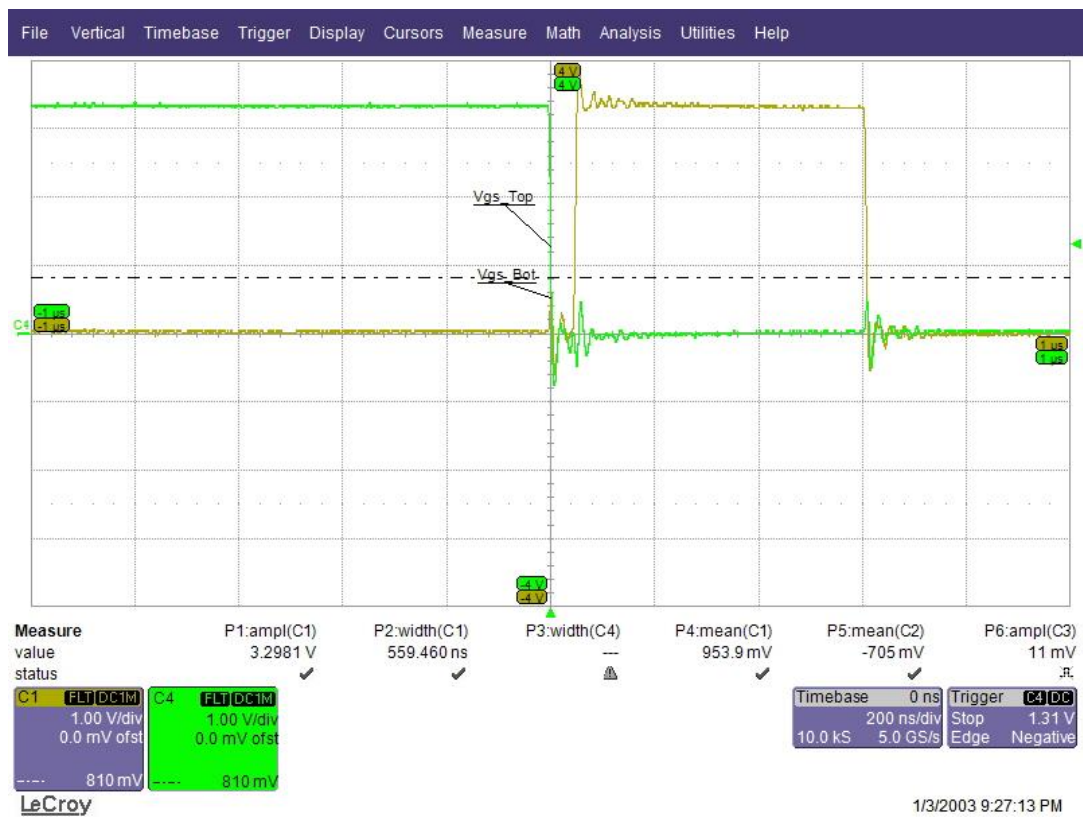 File Vertical Timebase Trigger Display Cursors Measure Math Analysis Utilities Help
4 V
4 V
Vgs_Top
Vgs_Bot
-1 µs
C4 -1 µs
1 µs
1 µs
-4 V
-4 V
Measure P1:ampl(C1) P2:width(C1) P3:width(C4) P4:mean(C1) P5:mean(C2) P6:ampl(C3)
value 3.2981 V 559.460 ns --- 953.9 mV -705 mV 11 mV
status
C1 FLT DC1M C4 FLT DC1M Timebase 0 ns Trigger C4 DC
1.00 V/div 1.00 V/div 200 ns/div Stop 1.31 V
0.0 mV ofst 0.0 mV ofst 10.0 kS 5.0 GS/s Edge Negative
810 mV 810 mV
LeCroy 1/3/2003 9:27:13 PM